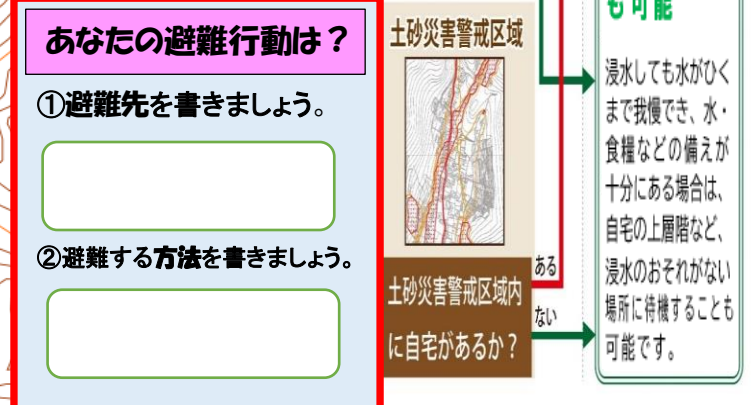 あなたの避難行動は？
①避難先を書きましょう。
②避難する方法を書きましょう。
土砂災害警戒区域
土砂災害警戒区域内
に自宅があるか？
ある
ない
も可能
浸水しても水がひく
まで我慢でき、水・
食糧などの備えが
十分にある場合は、
自宅の上層階など、
浸水のおそれがない
場所に待機することも
可能です。